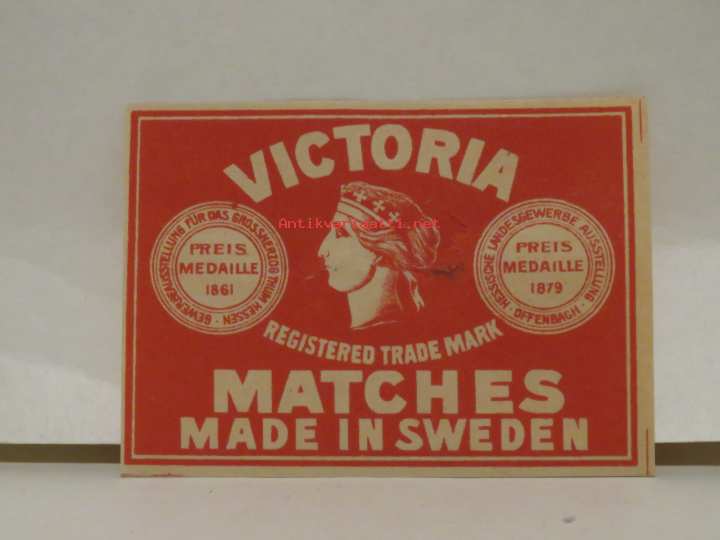 VICTORIA
GEWERBEAUSSTELLUNG FÜR DAS GROSSHERZOGTHUM HESSEN ·
PREIS
MEDAILLE
1861
Antikvariaatti.net
HESSISCHE LANDESGEWERBE AUSSTELLUNG
· OFFENBACH ·
PREIS
MEDAILLE
1879
REGISTERED TRADE MARK
MATCHES
MADE IN SWEDEN